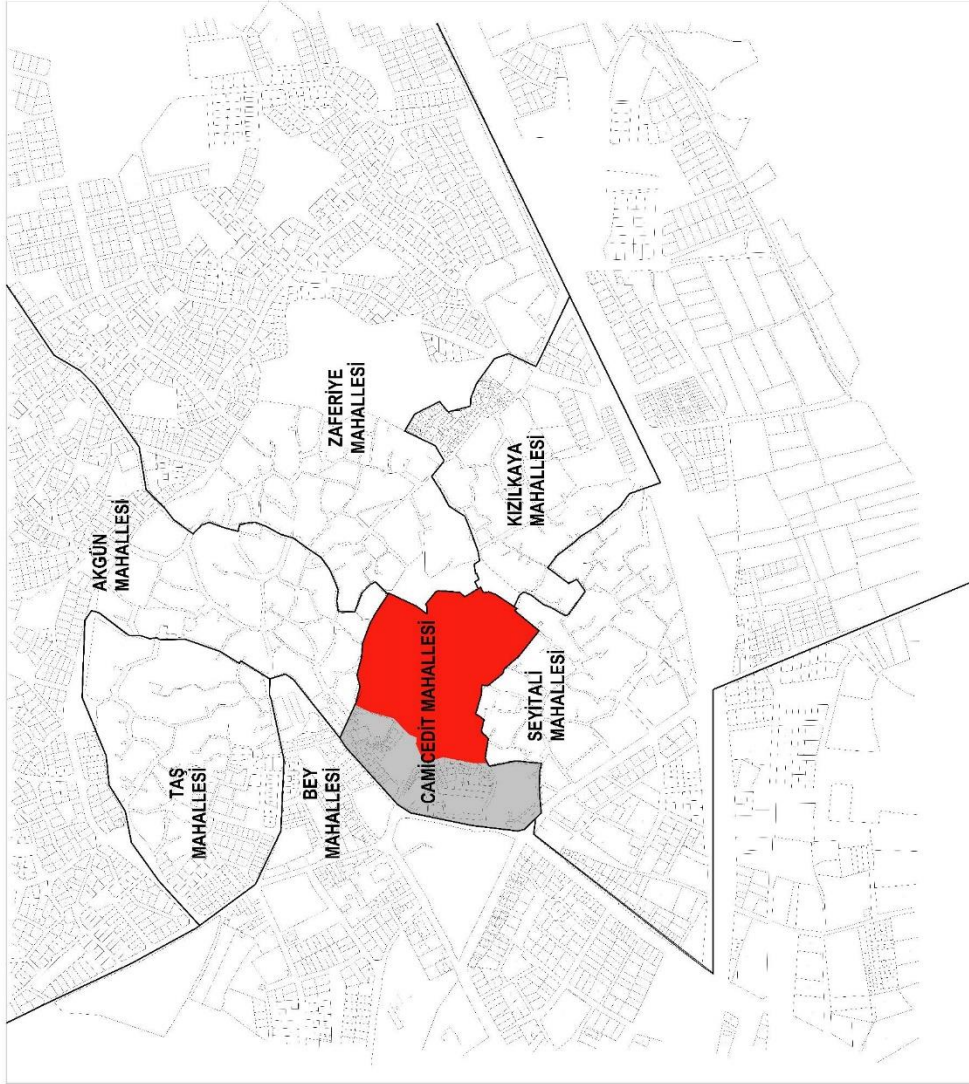 AKGÜN
MAHALLESİ
TAŞ
MAHALLESİ
BEY
MAHALLESİ
ZAFERİYE
MAHALLESİ
CAMİCEDİT MAHALLESİ
KIZILKAYA
MAHALLESİ
SEYİTALİ
MAHALLESİ